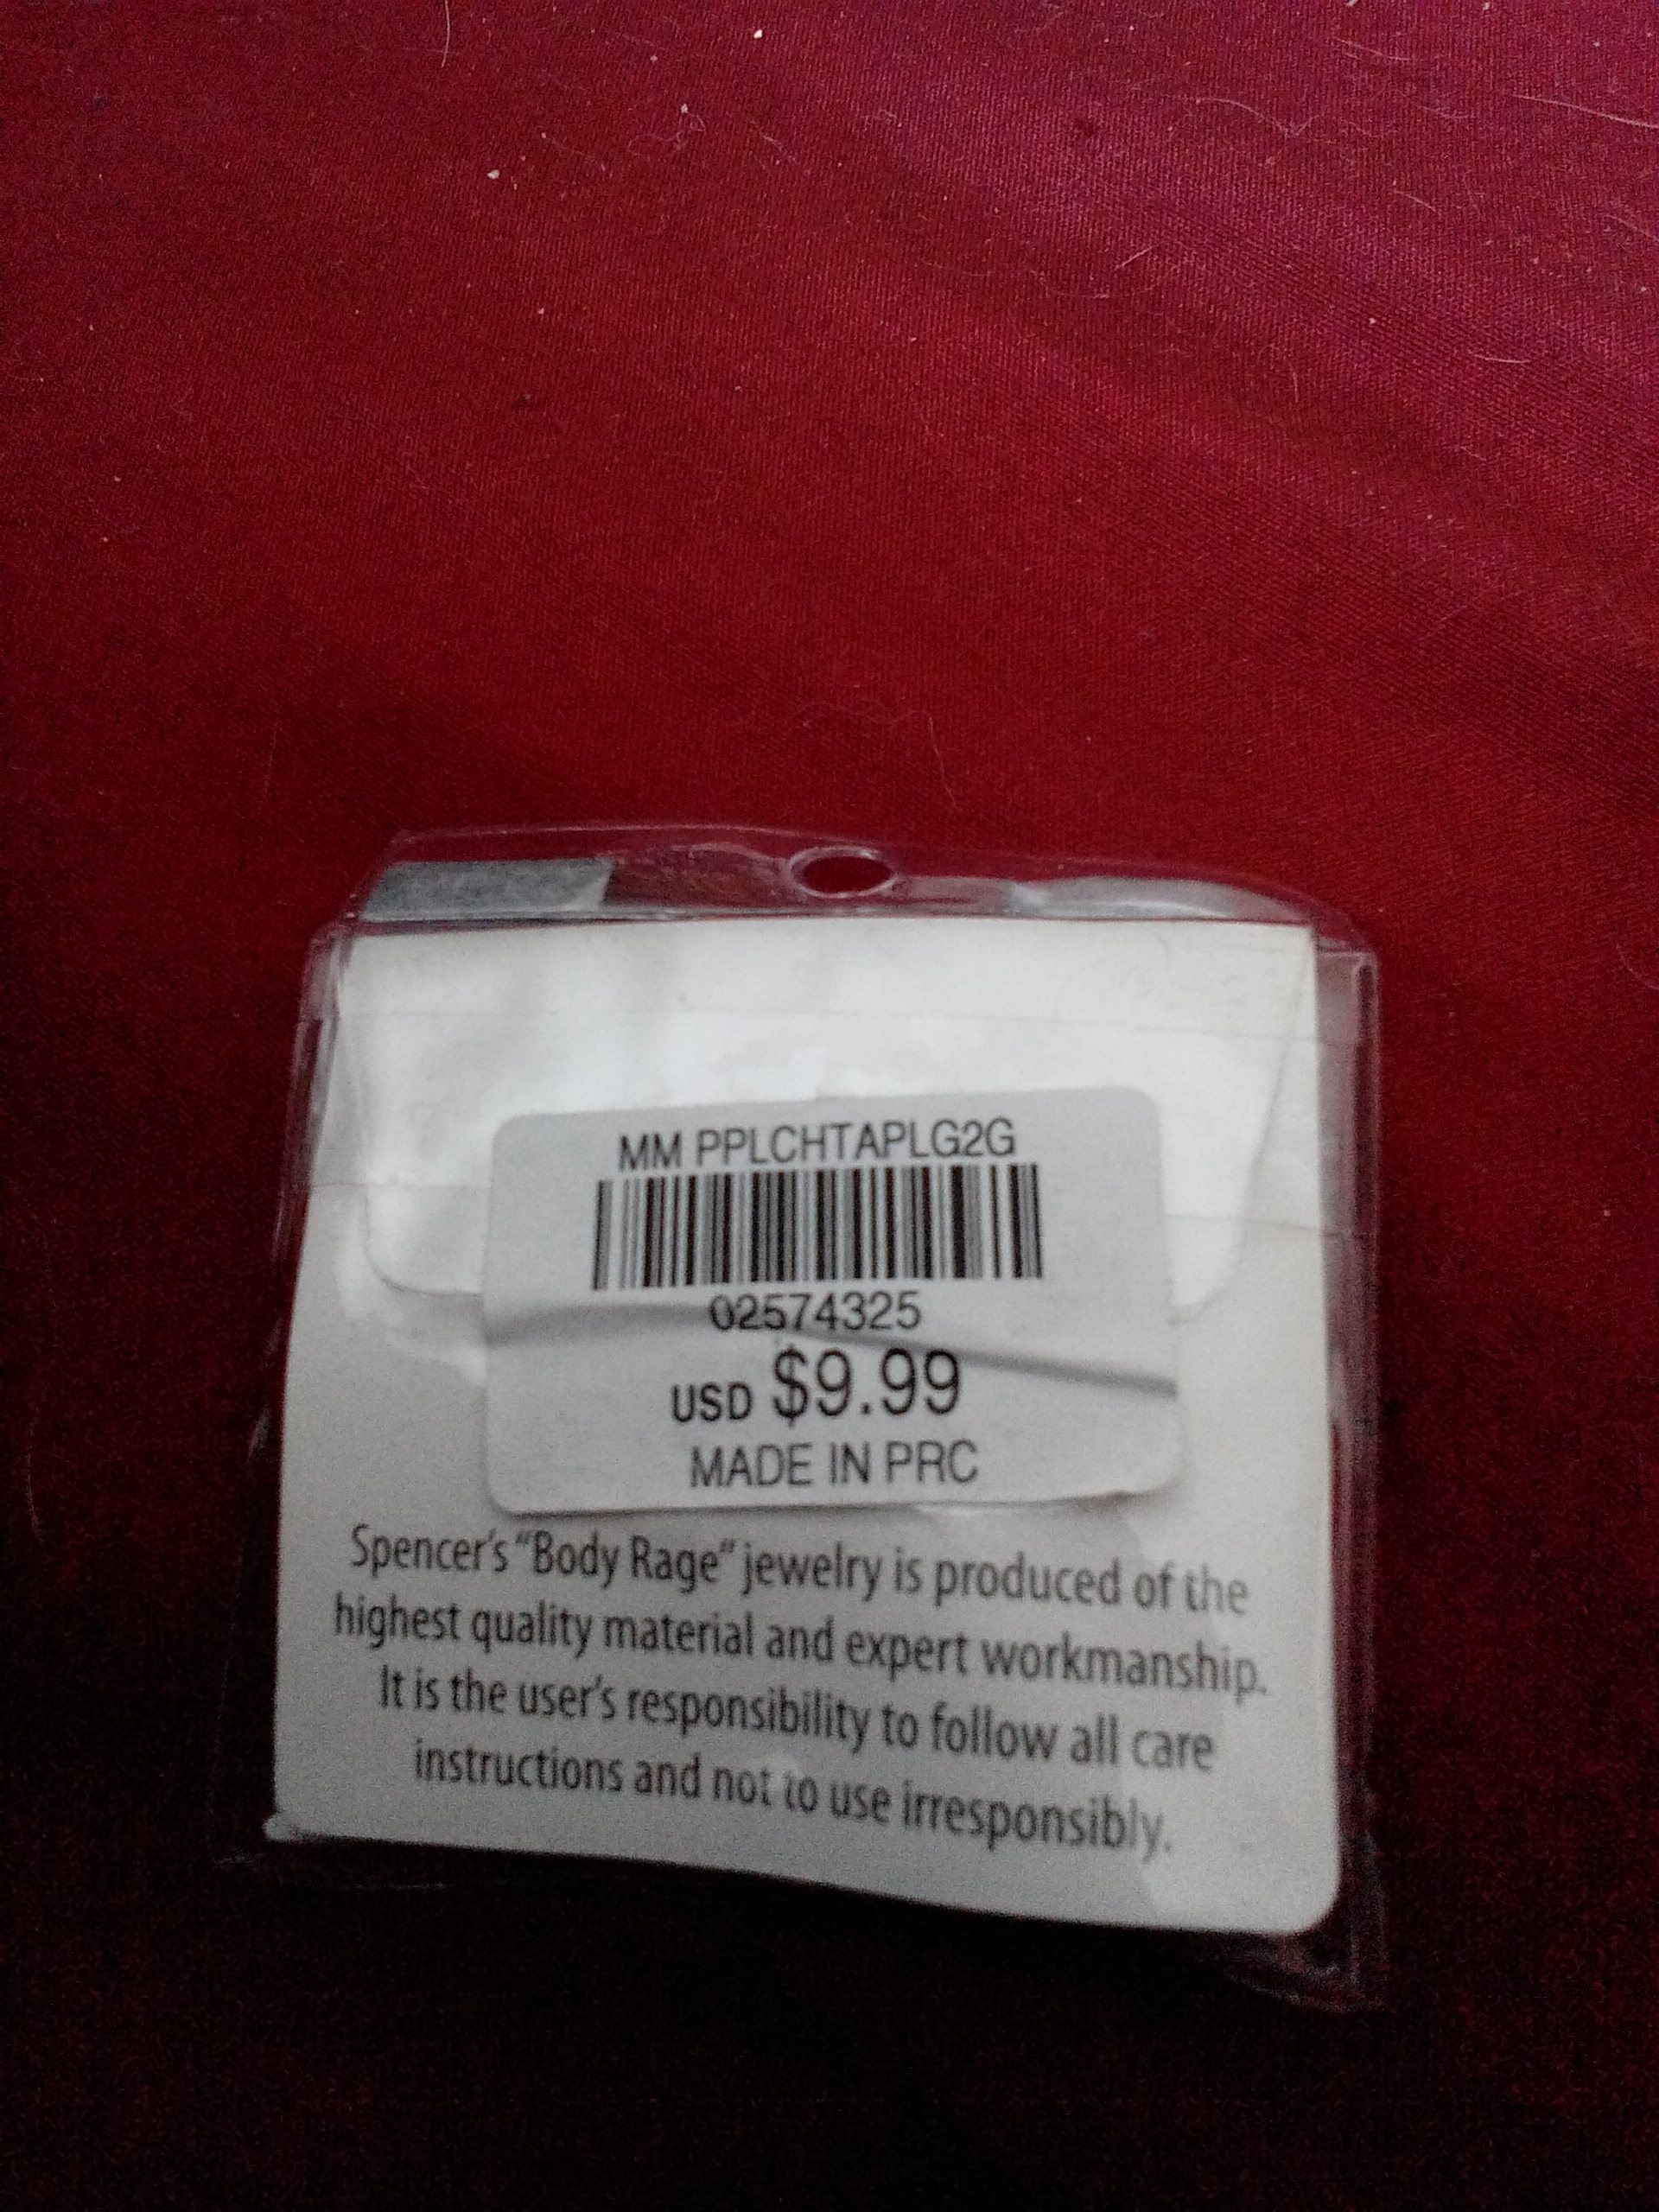 MM PPLCHTAPLG2G
02574325
USD $9.99
MADE IN PRC
Spencer's "Body Rage" jewelry is produced of the
highest quality material and expert workmanship.
It is the user's responsibility to follow all care
instructions and not to use irresponsibly.